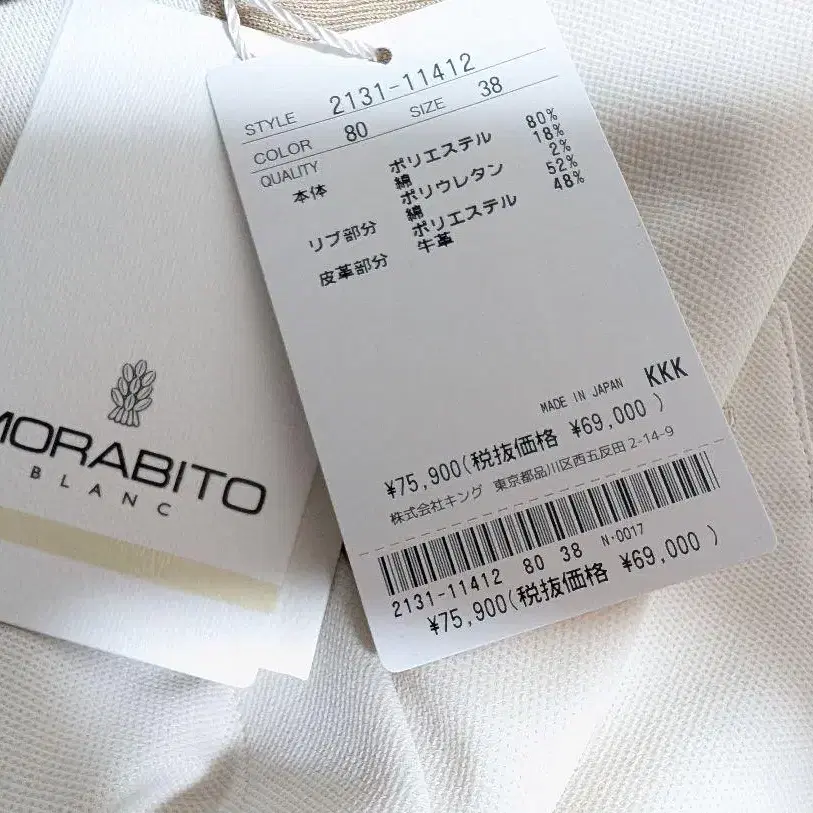 MORABITO
BLANC
STYLE 2131-11412
COLOR 80 SIZE 38
QUALITY
本体 ポリエステル 80%
綿 18%
ポリウレタン 2%
リブ部分 綿 52%
ポリエステル 48%
皮革部分 牛革
MADE IN JAPAN KKK
¥75,900(税抜価格 ¥69,000 )
株式会社キング 東京都品川区西五反田 2-14-9
N-0017
2131-11412 80 38
¥75,900(税抜価格 ¥69,000 )